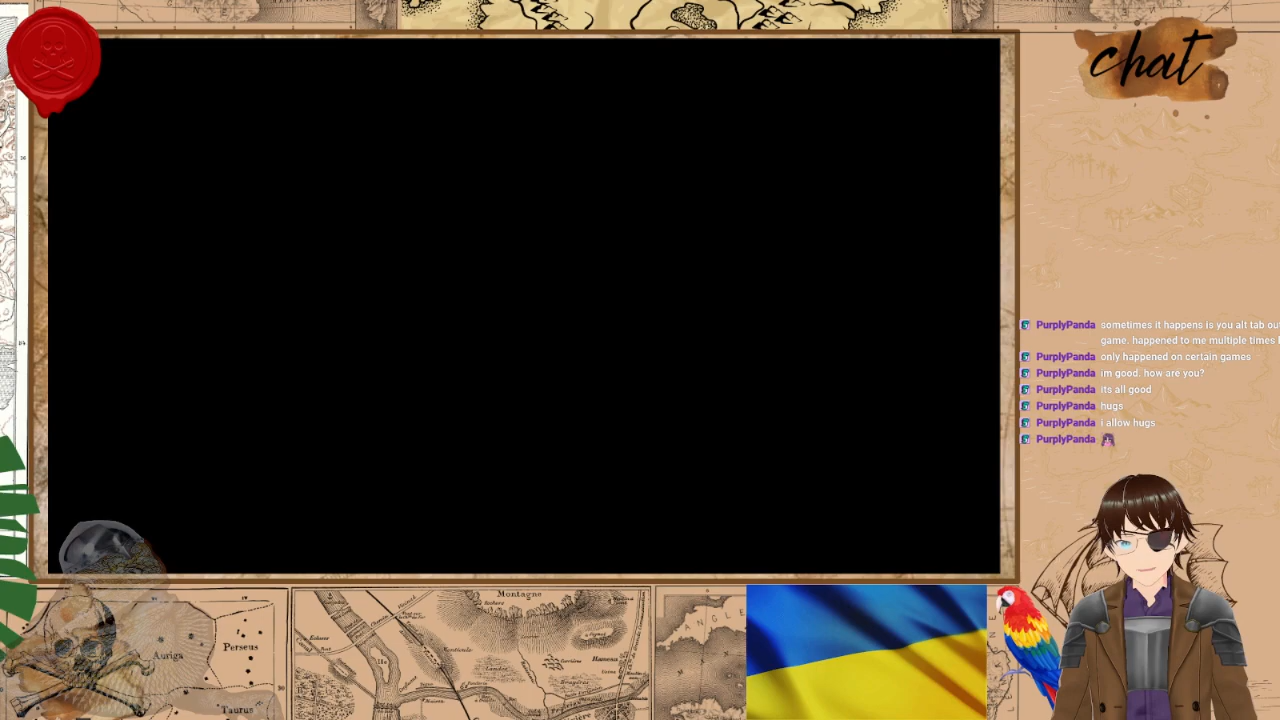 chat
PurplyPanda sometimes it happens is you alt tab out
game. happened to me multiple times
PurplyPanda only happened on certain games
PurplyPanda im good. how are you?
PurplyPanda its all good
PurplyPanda hugs
PurplyPanda i allow hugs
PurplyPanda
Montagne
Auriga
Perseus
Taurus